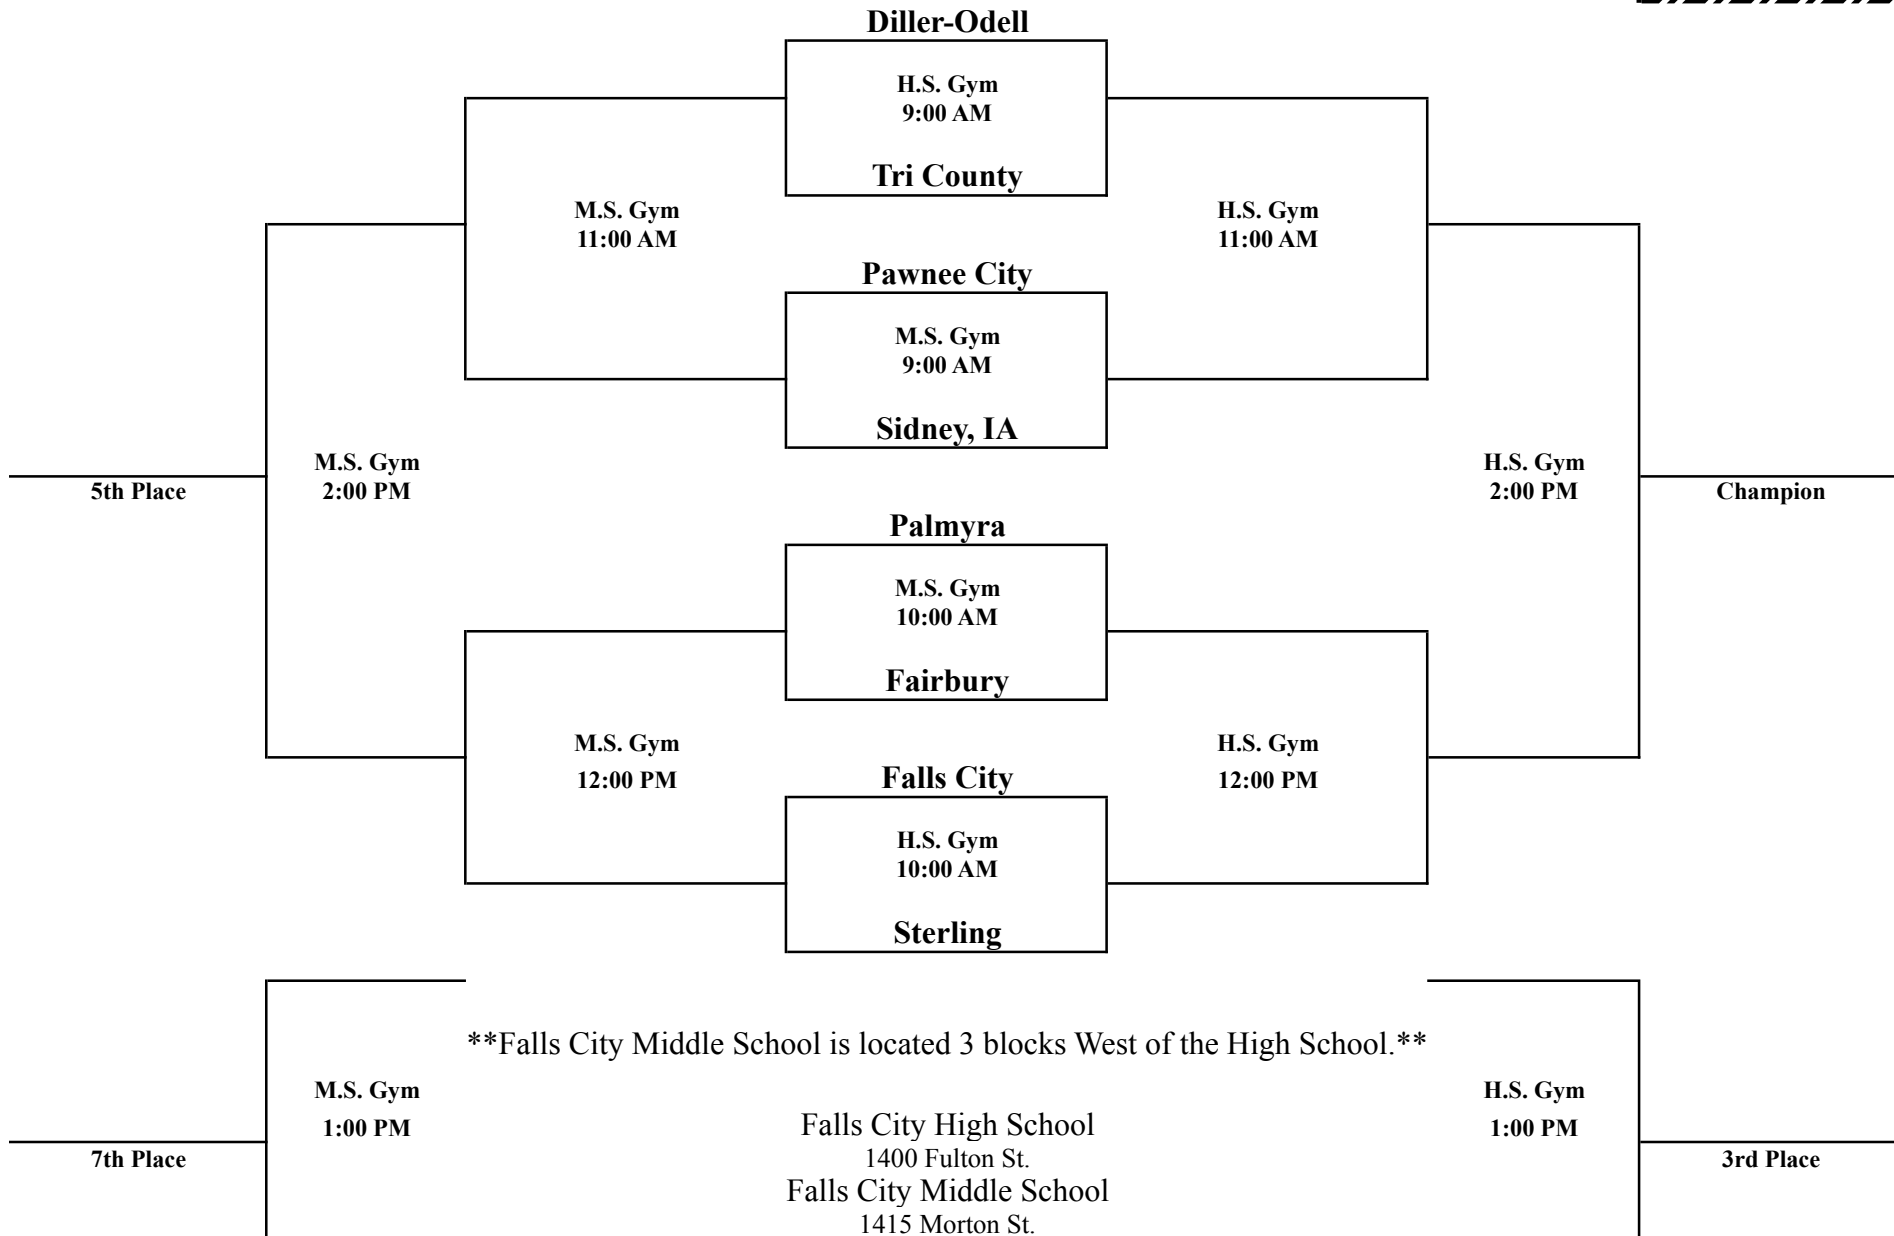 Diller-Odell
H.S. Gym
9:00 AM
Tri County
M.S. Gym
11:00 AM
H.S. Gym
11:00 AM
Pawnee City
M.S. Gym
9:00 AM
Sidney, IA
M.S. Gym
2:00 PM
5th Place
H.S. Gym
2:00 PM
Champion
Palmyra
M.S. Gym
10:00 AM
Fairbury
M.S. Gym
12:00 PM
H.S. Gym
12:00 PM
Falls City
H.S. Gym
10:00 AM
Sterling
**Falls City Middle School is located 3 blocks West of the High School.**
M.S. Gym
1:00 PM
7th Place
H.S. Gym
1:00 PM
3rd Place
Falls City High School
1400 Fulton St.
Falls City Middle School
1415 Morton St.